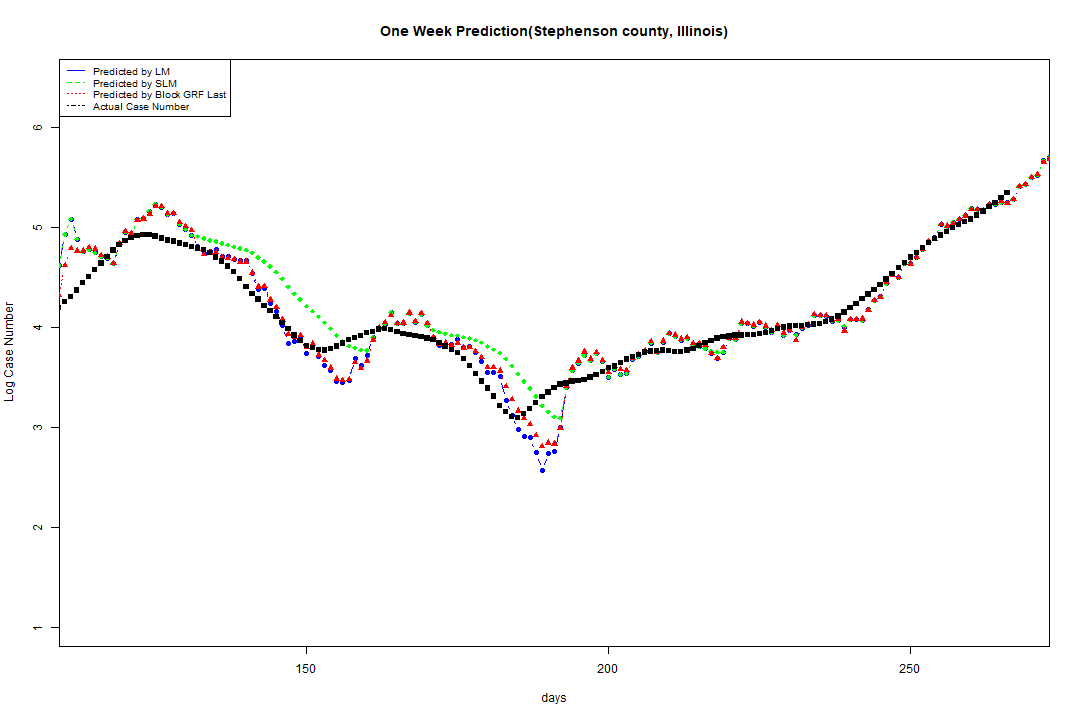 One Week Prediction(Stephenson county, Illinois)
Predicted by LM
Predicted by SLM
Predicted by Block GRF Last
Actual Case Number
6
5
4
3
2
1
Log Case Number
150 200 250
days